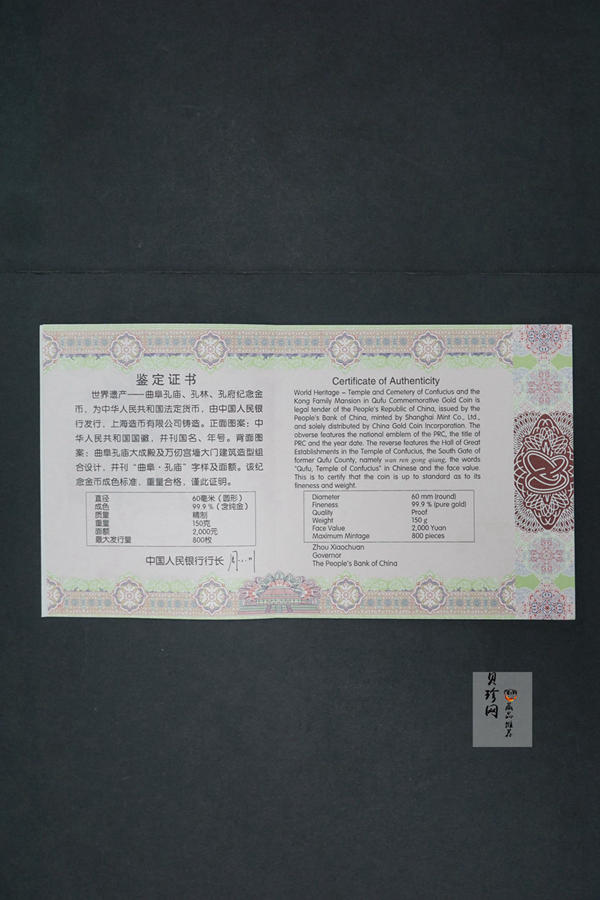 鉴定证书
世界遗产——曲阜孔庙、孔林、孔府纪念金
币，为中华人民共和国法定货币，由中国人民银
行发行，上海造币有限公司铸造。正面图案：中
华人民共和国国徽，并刊国名、年号。背面图
案：曲阜孔庙大成殿及万仞宫墙大门建筑造型组
合设计，并刊“曲阜·孔庙”字样及面额。该纪
念金币成色标准，重量合格，谨此证明。
直径 60毫米（圆形）
成色 99.9％（含纯金）
质量 精制
重量 150克
面额 2,000元
最大发行量 800枚
中国人民银行行长
Certificate of Authenticity
World Heritage – Temple and Cemetery of Confucius and the
Kong Family Mansion in Qufu Commemorative Gold Coin is
legal tender of the People's Republic of China, issued by the
People's Bank of China, minted by Shanghai Mint Co., Ltd.,
and solely distributed by China Gold Coin Incorporation. The
obverse features the national emblem of the PRC, the title of
PRC and the year date. The reverse features the Hall of Great
Establishments in the Temple of Confucius, the South Gate of
former Qufu County, namely wan ren gong qiang, the words
"Qufu, Temple of Confucius" in Chinese and the face value.
This is to certify that the coin is up to standard as to its
fineness and weight.
Diameter 60 mm (round)
Fineness 99.9 % (pure gold)
Quality Proof
Weight 150 g
Face Value 2,000 Yuan
Maximum Mintage 800 pieces
Zhou Xiaochuan
Governor
The People's Bank of China
贝珍网
藏品推荐